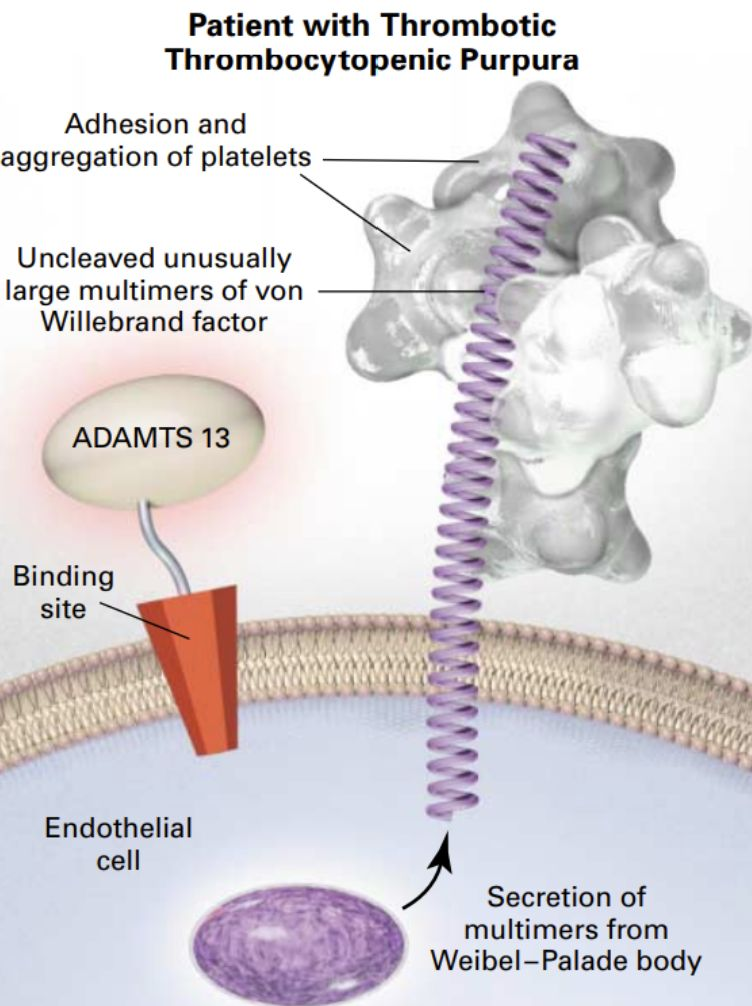 Patient with Thrombotic
Thrombocytopenic Purpura
Adhesion and
aggregation of platelets
Uncleaved unusually
large multimers of von
Willebrand factor
ADAMTS 13
Binding
site
Endothelial
cell
Secretion of
multimers from
Weibel–Palade body